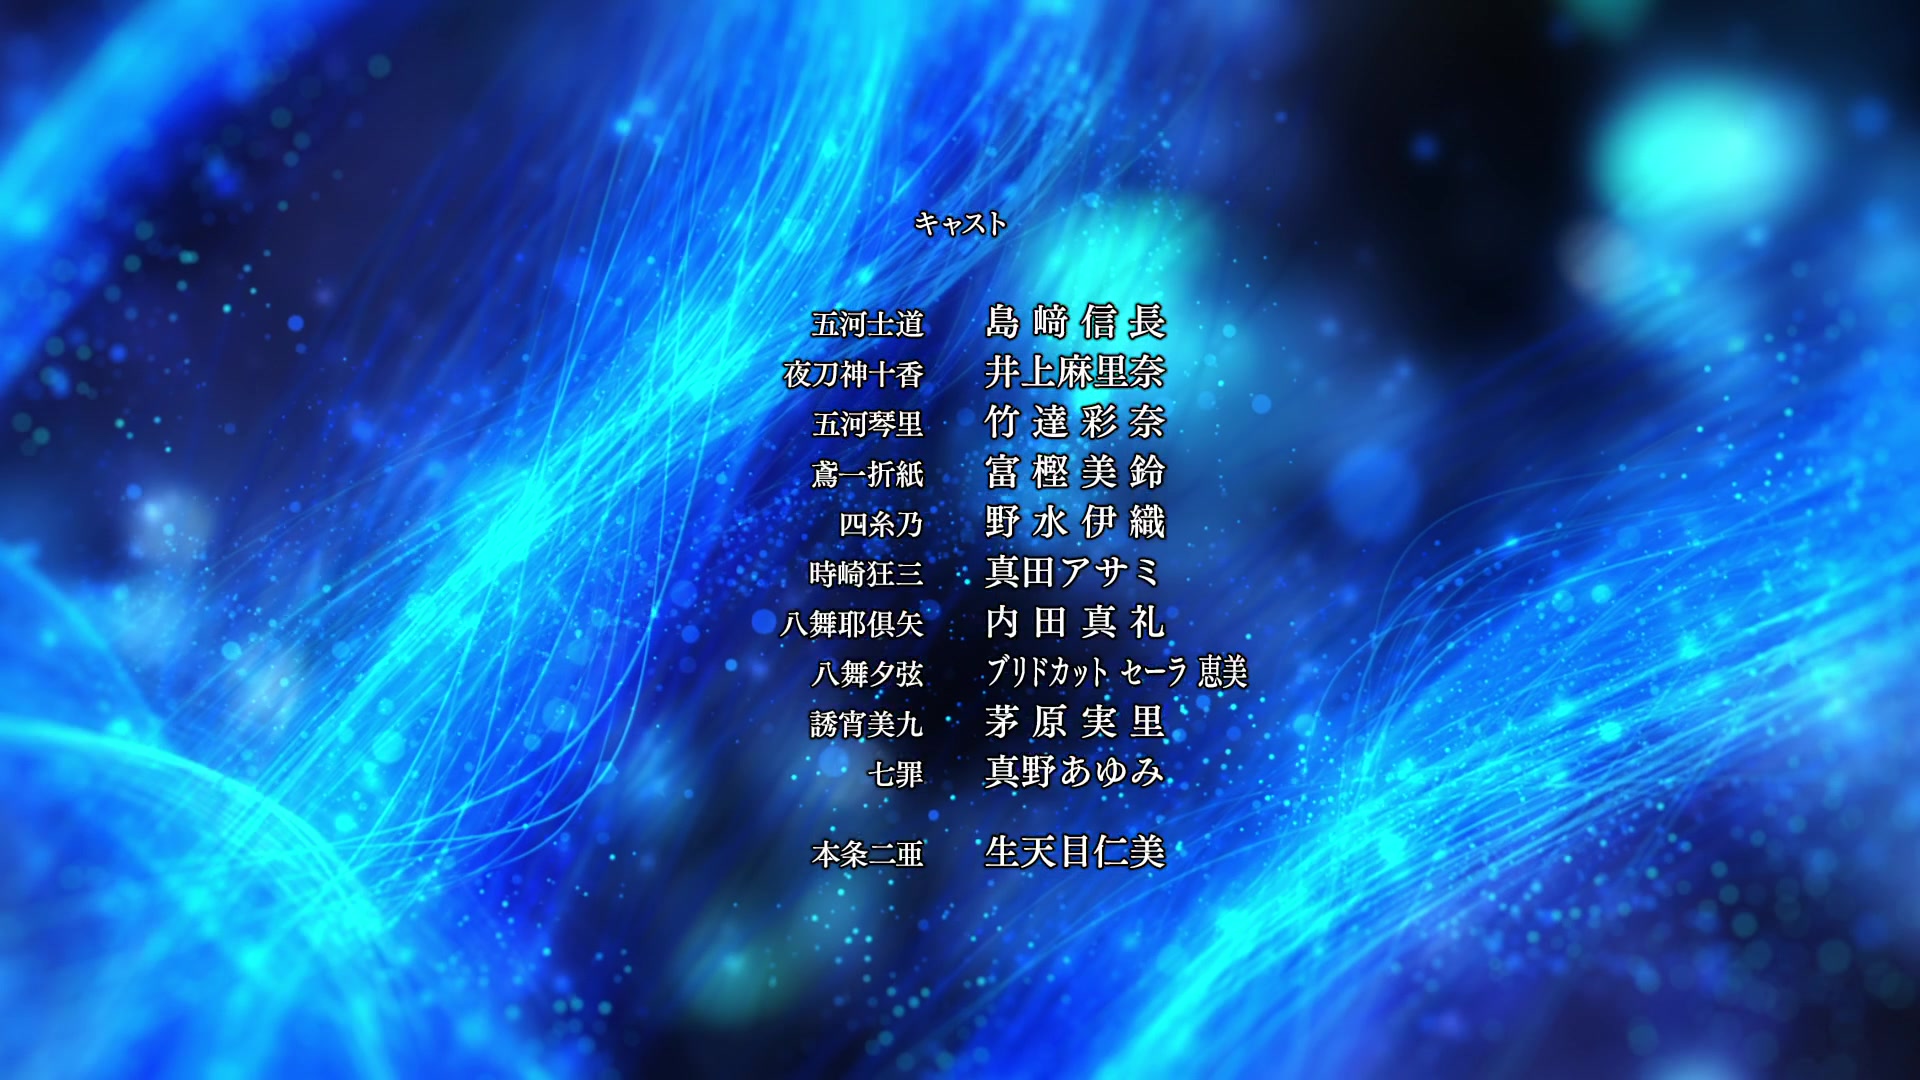 キャスト
五河士道 島﨑信長
夜刀神十香 井上麻里奈
五河琴里 竹達彩奈
鳶一折紙 富樫美鈴
四糸乃 野水伊織
時崎狂三 真田アサミ
八舞耶倶矢 内田真礼
八舞夕弦 ブリドカット セーラ 恵美
誘宵美九 茅原実里
七罪 真野あゆみ
本条二亜 生天目仁美